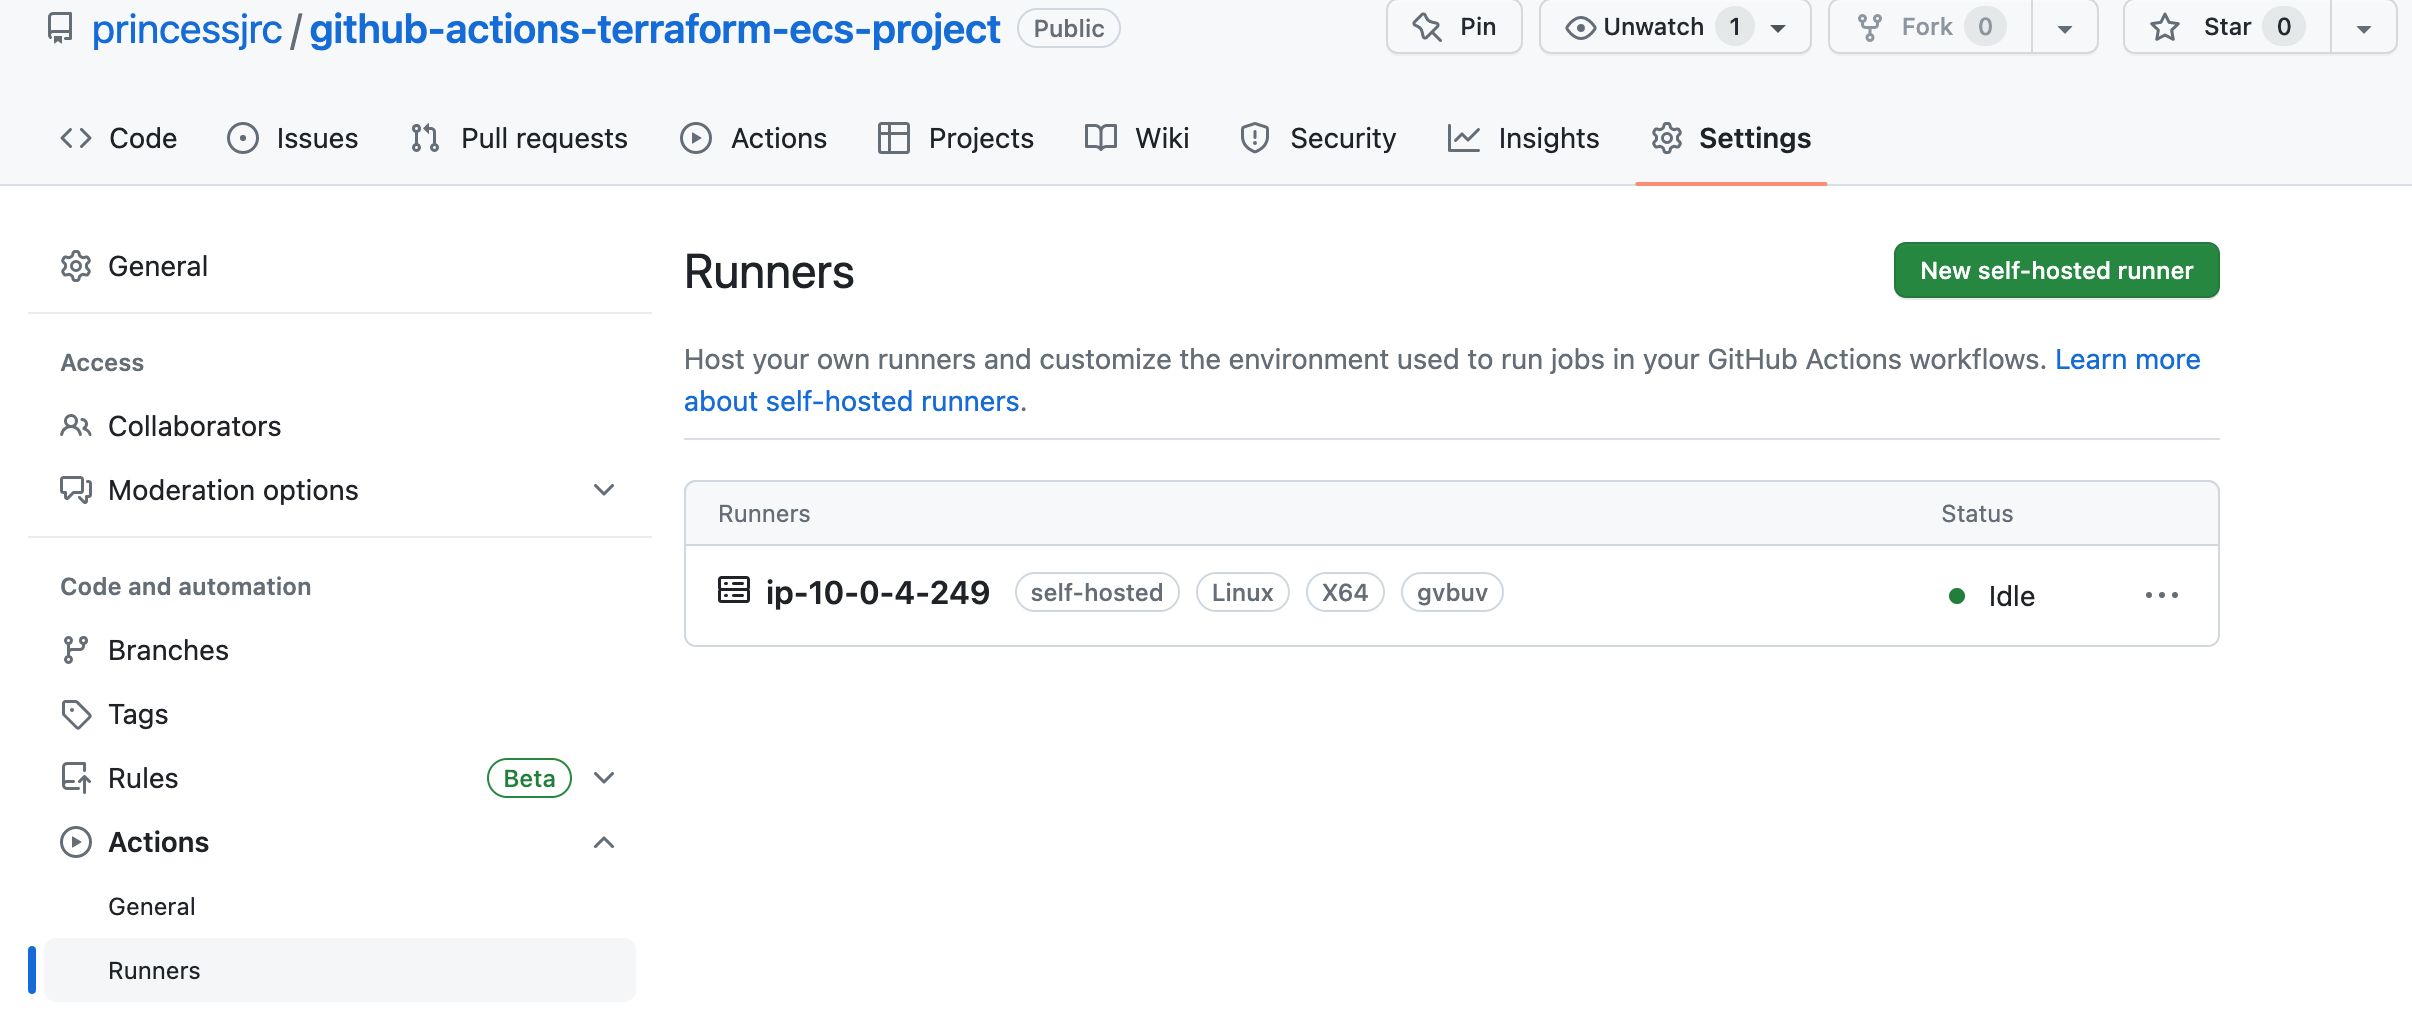 princessjrc / github-actions-terraform-ecs-project Public Pin Unwatch 1 Fork 0 Star 0
Code Issues Pull requests Actions Projects Wiki Security Insights Settings
General
Access
Collaborators
Moderation options
Code and automation
Branches
Tags
Rules Beta
Actions
General
Runners
Runners New self-hosted runner
Host your own runners and customize the environment used to run jobs in your GitHub Actions workflows. Learn more
about self-hosted runners.
Runners Status
ip-10-0-4-249 self-hosted Linux X64 gvbuv Idle